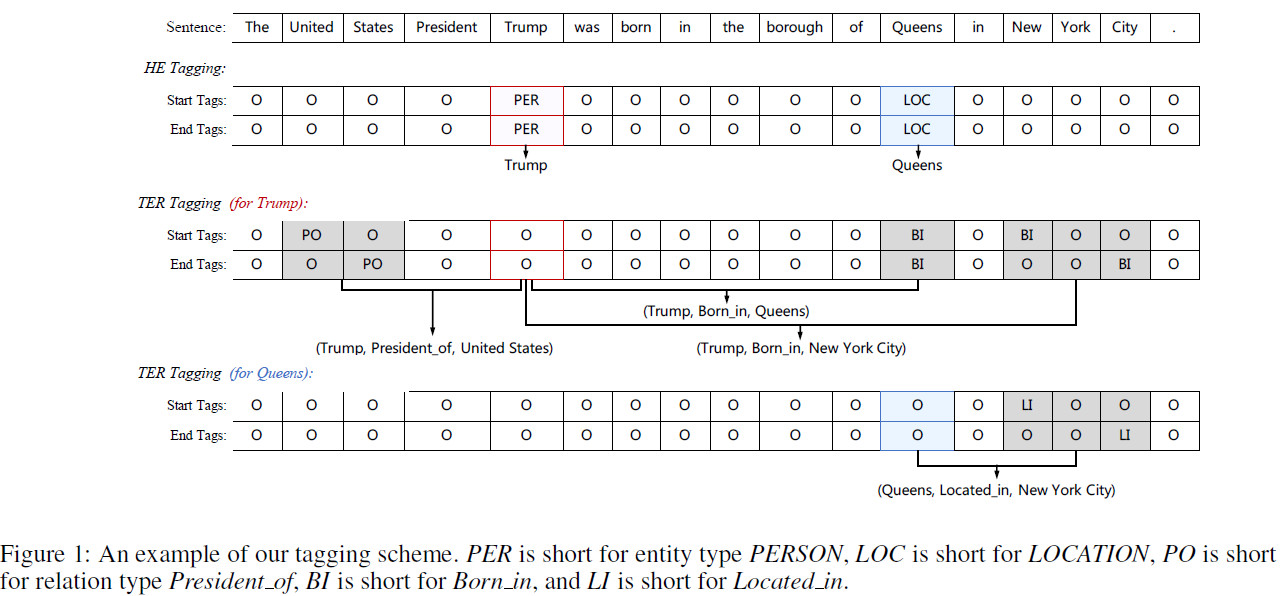 Sentence: The United States President Trump was born in the borough of Queens in New York City .
HE Tagging:
Start Tags: O O O O PER O O O O O O LOC O O O O O
End Tags: O O O O PER O O O O O O LOC O O O O O
Trump Queens
TER Tagging (for Trump):
Start Tags: O PO O O O O O O O O O BI O BI O O O
End Tags: O O PO O O O O O O O O BI O O O BI O
(Trump, Born_in, Queens)
(Trump, President_of, United States) (Trump, Born_in, New York City)
TER Tagging (for Queens):
Start Tags: O O O O O O O O O O O O O LI O O O
End Tags: O O O O O O O O O O O O O O O LI O
(Queens, Located_in, New York City)
Figure 1: An example of our tagging scheme. PER is short for entity type PERSON, LOC is short for LOCATION, PO is short
for relation type President_of, BI is short for Born_in, and LI is short for Located_in.